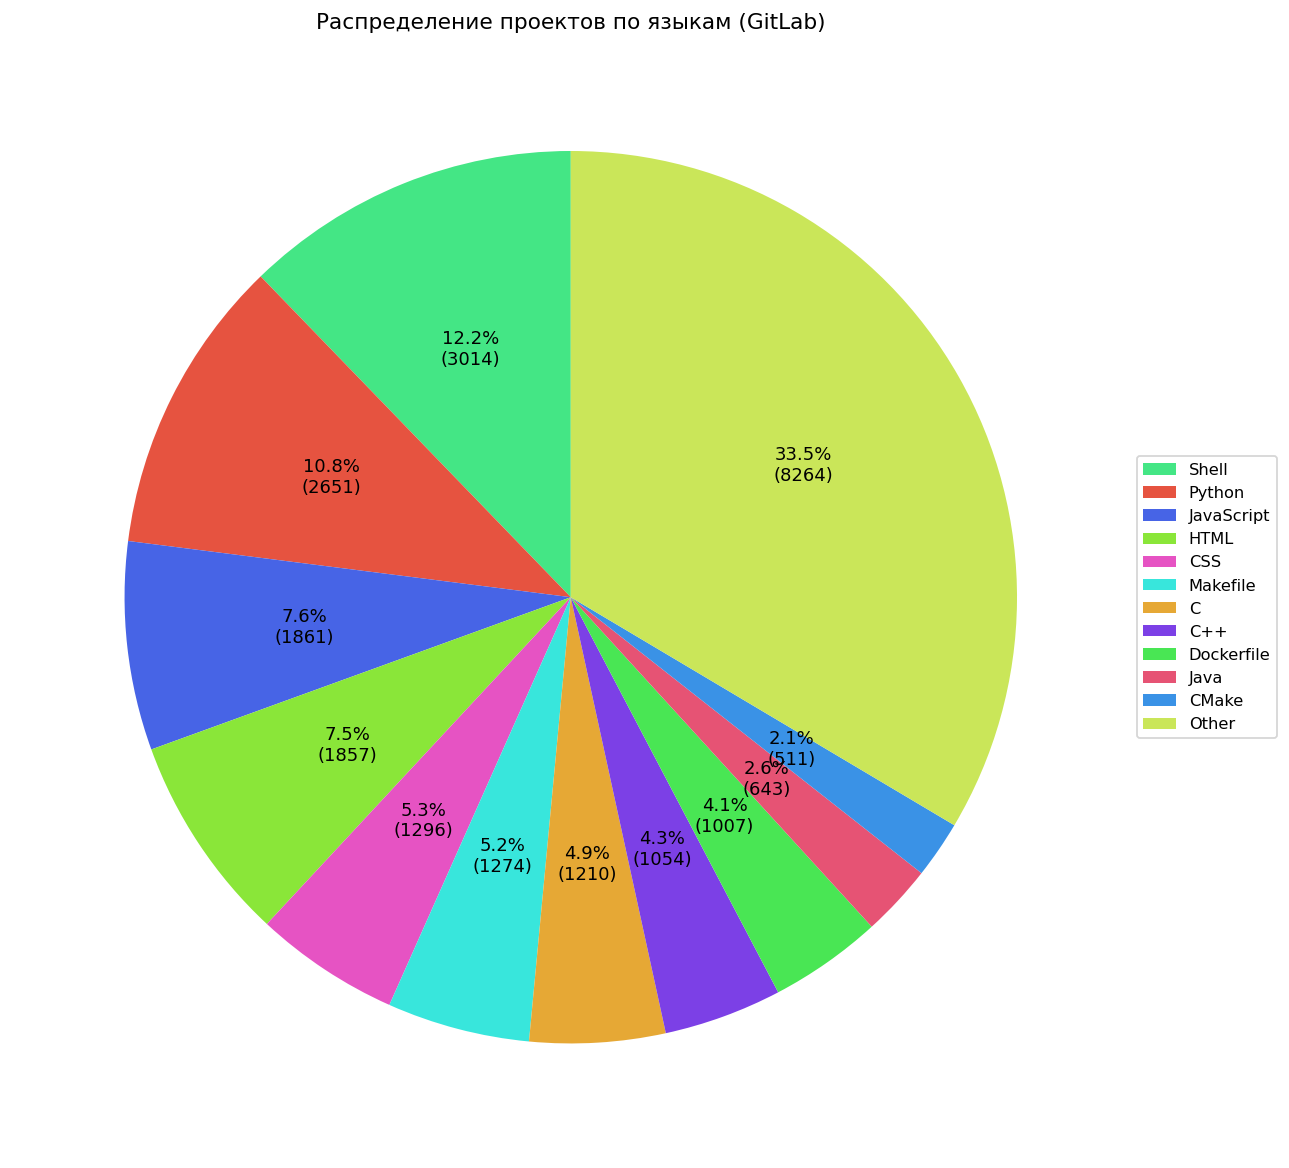 Распределение проектов по языкам (GitLab)
12.2%
(3014)
10.8%
(2651)
7.6%
(1861)
7.5%
(1857)
5.3%
(1296)
5.2%
(1274)
4.9%
(1210)
4.3%
(1054)
4.1%
(1007)
2.6%
(643)
2.1%
(511)
33.5%
(8264)
Shell
Python
JavaScript
HTML
CSS
Makefile
C
C++
Dockerfile
Java
CMake
Other